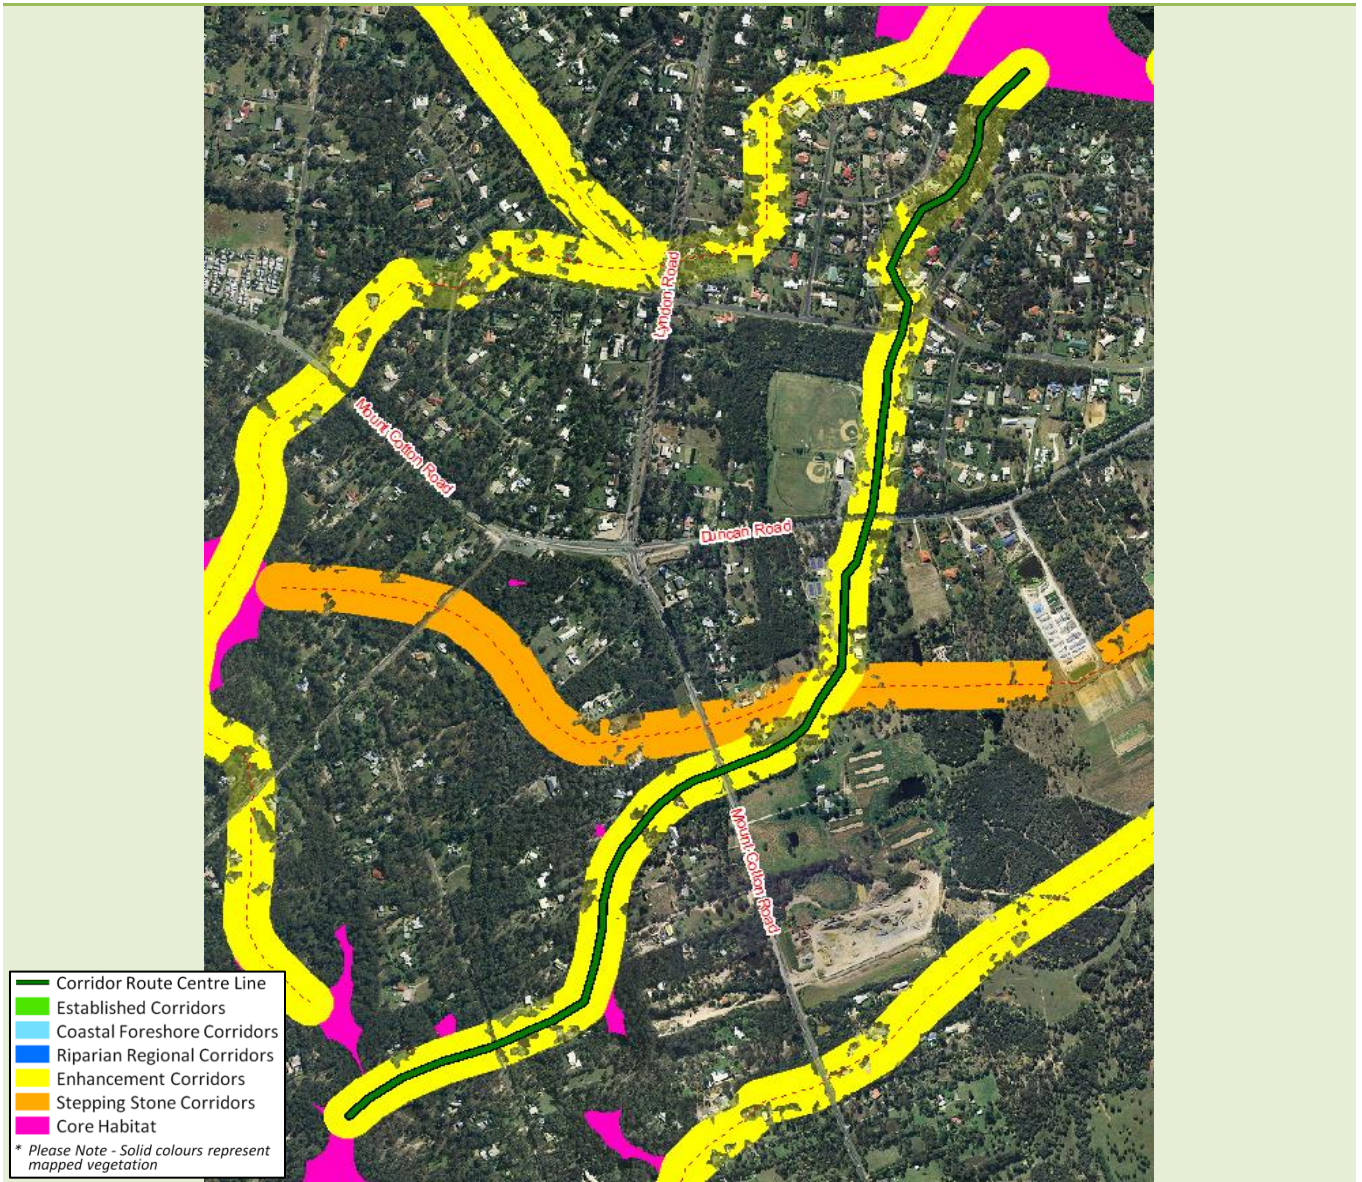 Lyndon Road
Mount Cotton Road
Duncan Road
Mount Cotton Road
Corridor Route Centre Line
Established Corridors
Coastal Foreshore Corridors
Riparian Regional Corridors
Enhancement Corridors
Stepping Stone Corridors
Core Habitat
* Please Note - Solid colours represent
mapped vegetation